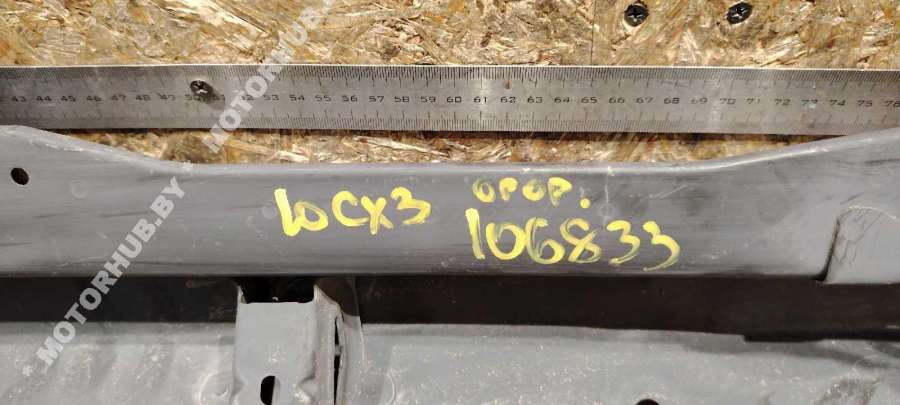 43 44 45 46 47 48 49 50 51 52 53 54 55 56 57 58 59 60 61 62 63 64 65 66 67 68 69 70 71 72 73 74 75 76
MOTORHUB.BY
MOTORHUB.BY
ОРОР.
LOCX3
106833